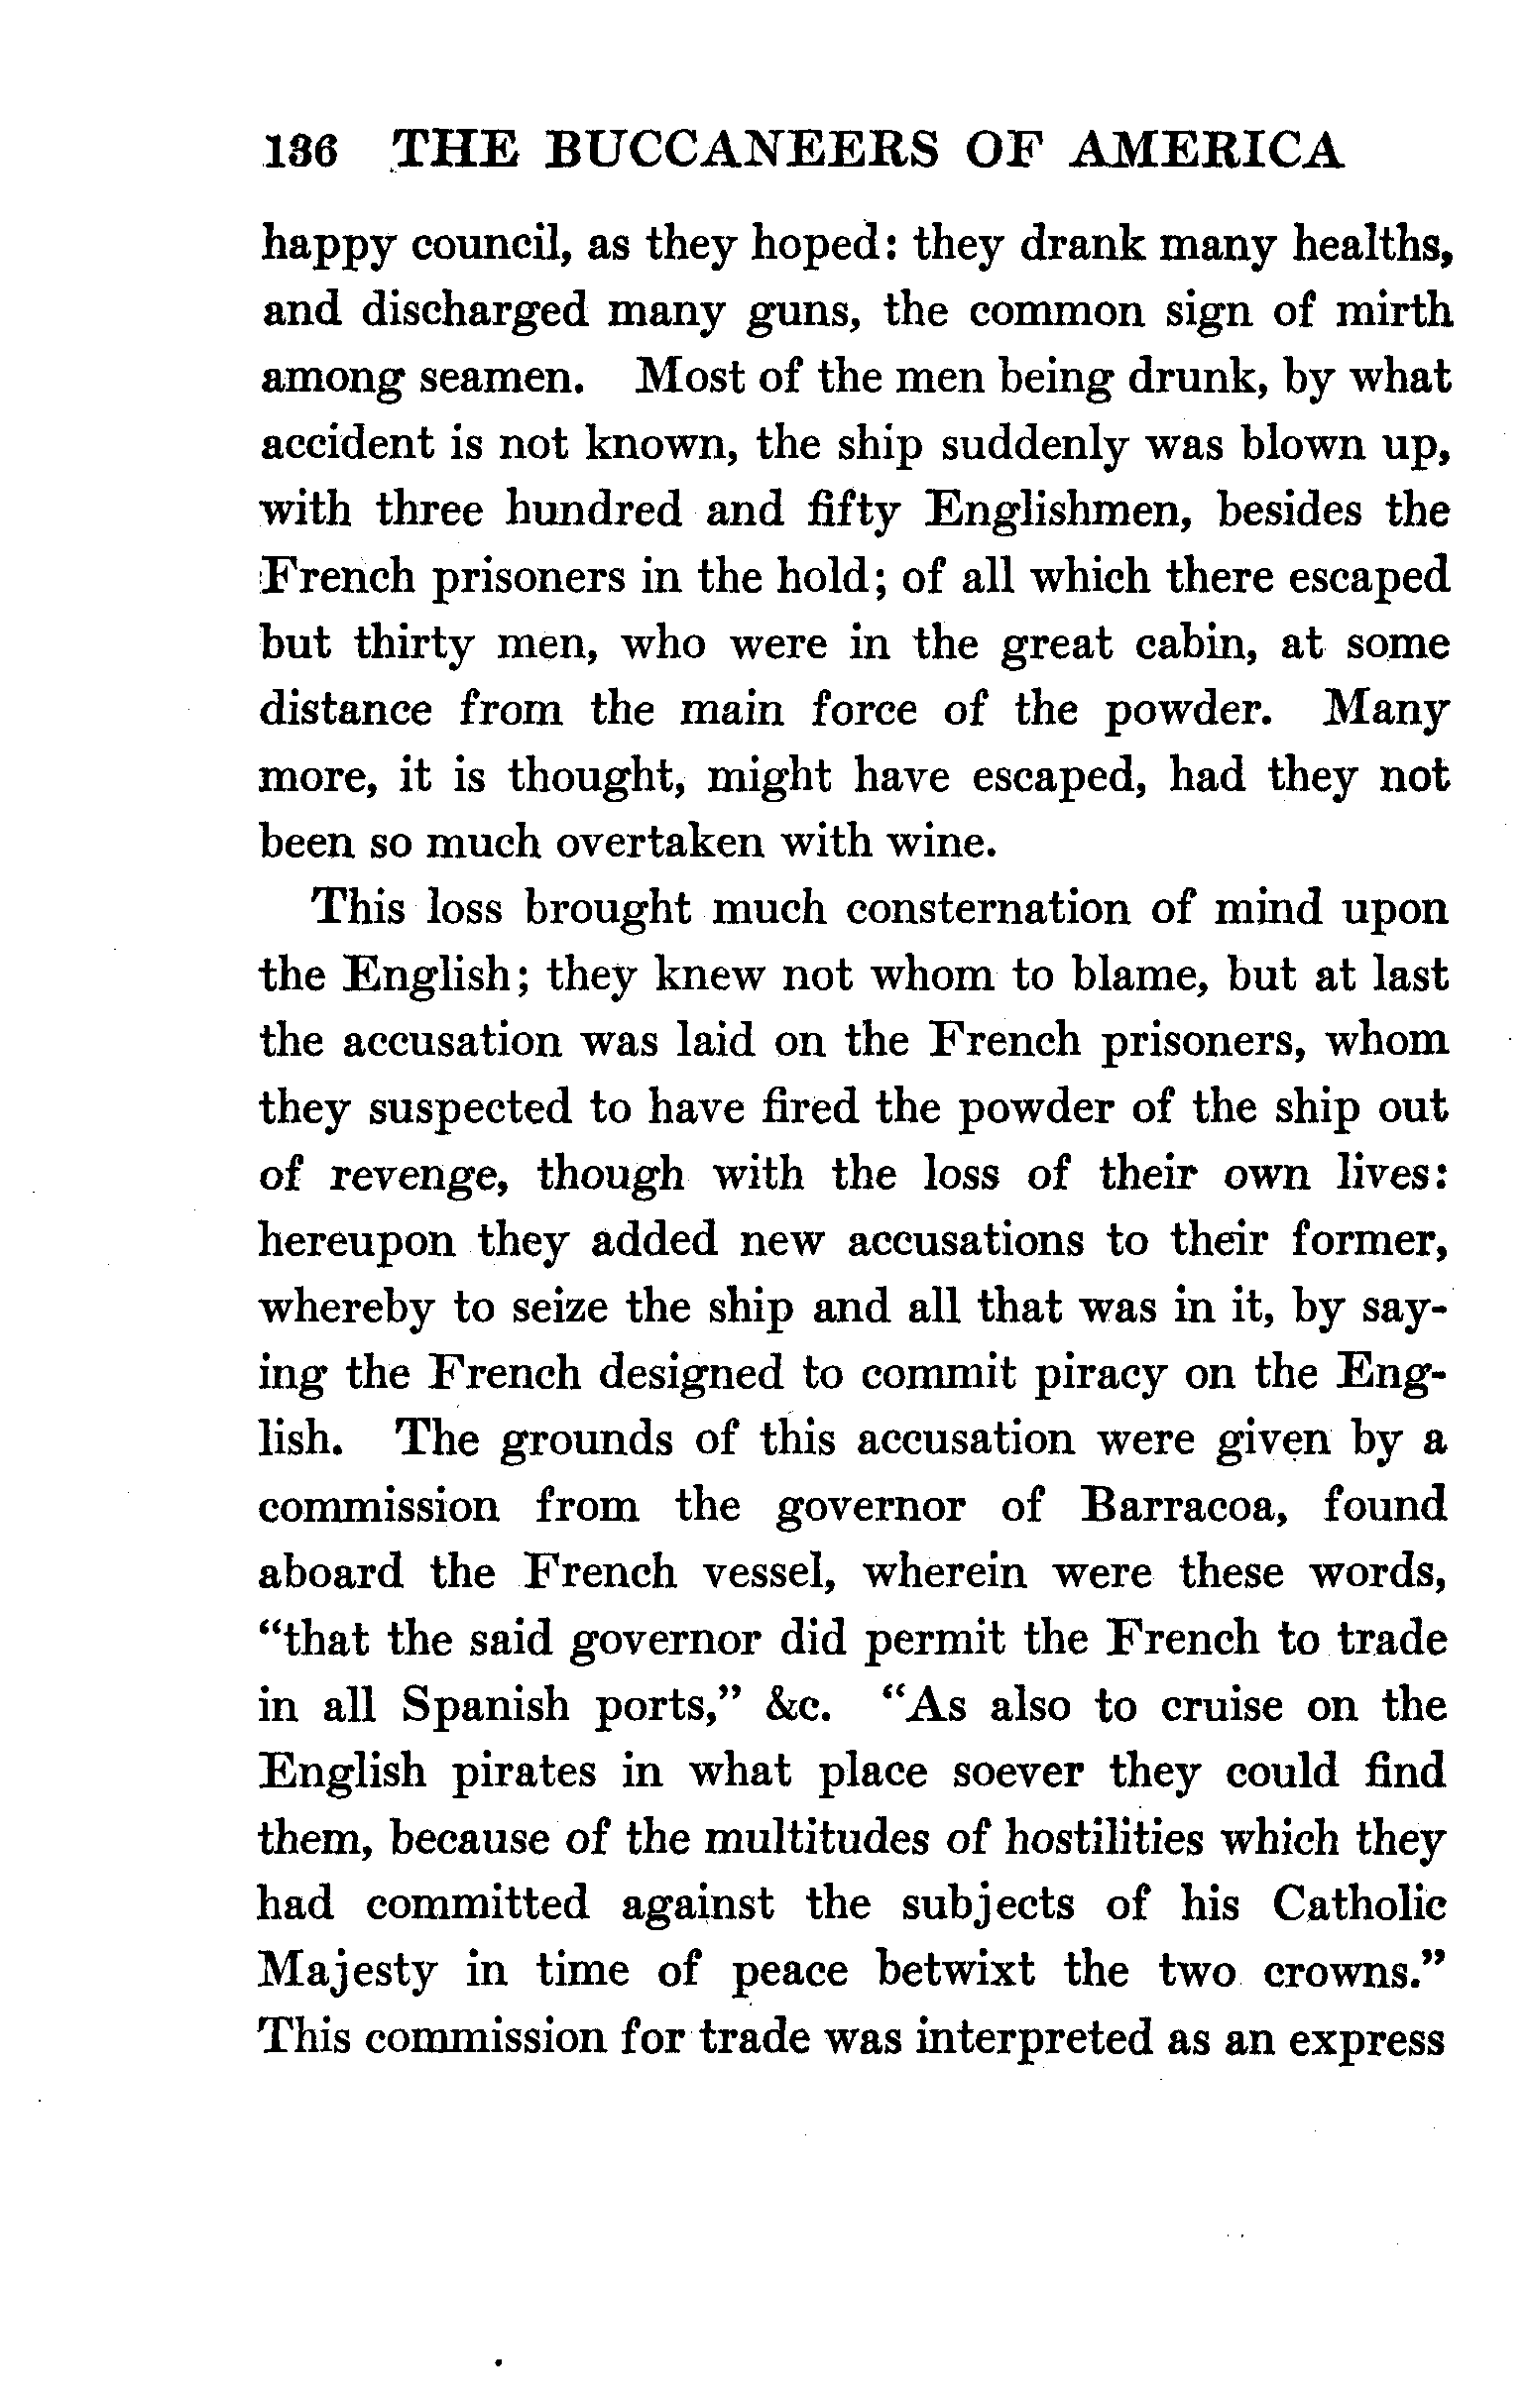 136 THE BUCCANEERS OF AMERICA
happy council, as they hoped: they drank many healths,
and discharged many guns, the common sign of mirth
among seamen. Most of the men being drunk, by what
accident is not known, the ship suddenly was blown up,
with three hundred and fifty Englishmen, besides the
French prisoners in the hold; of all which there escaped
but thirty men, who were in the great cabin, at some
distance from the main force of the powder. Many
more, it is thought, might have escaped, had they not
been so much overtaken with wine.
This loss brought much consternation of mind upon
the English; they knew not whom to blame, but at last
the accusation was laid on the French prisoners, whom
they suspected to have fired the powder of the ship out
of revenge, though with the loss of their own lives:
hereupon they added new accusations to their former,
whereby to seize the ship and all that was in it, by say-
ing the French designed to commit piracy on the Eng-
lish. The grounds of this accusation were given by a
commission from the governor of Barracoa, found
aboard the French vessel, wherein were these words,
“that the said governor did permit the French to trade
in all Spanish ports,” &c. “As also to cruise on the
English pirates in what place soever they could find
them, because of the multitudes of hostilities which they
had committed against the subjects of his Catholic
Majesty in time of peace betwixt the two crowns.”
This commission for trade was interpreted as an express